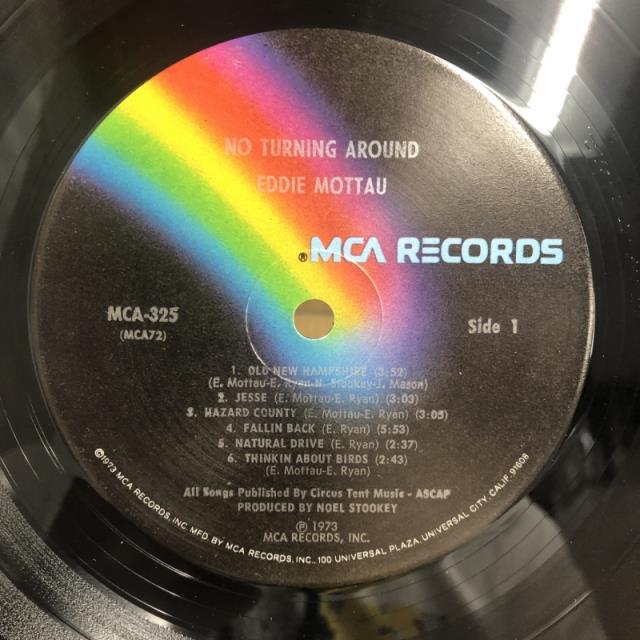 NO TURNING AROUND
EDDIE MOTTAU
® MCA RECORDS
MCA-325
(MCA72)
Side 1
1. OLD NEW HAMPSHIRE (3:52)
(E. Mottau-E. Ryan-N. Stookey-J. Mason)
2. JESSE (E. Mottau-E. Ryan) (3:03)
3. HAZARD COUNTY (E. Mottau-E. Ryan) (3:05)
4. FALLIN BACK (E. Ryan) (5:53)
5. NATURAL DRIVE (E. Ryan) (2:37)
6. THINKIN ABOUT BIRDS (2:43)
(E. Mottau-E. Ryan)
All Songs Published By Circus Tent Music - ASCAP
PRODUCED BY NOEL STOOKEY
℗ 1973
MCA RECORDS, INC.
©1973 MCA RECORDS, INC. MFD. BY MCA RECORDS, INC., 100 UNIVERSAL PLAZA, UNIVERSAL CITY, CALIF. 91608